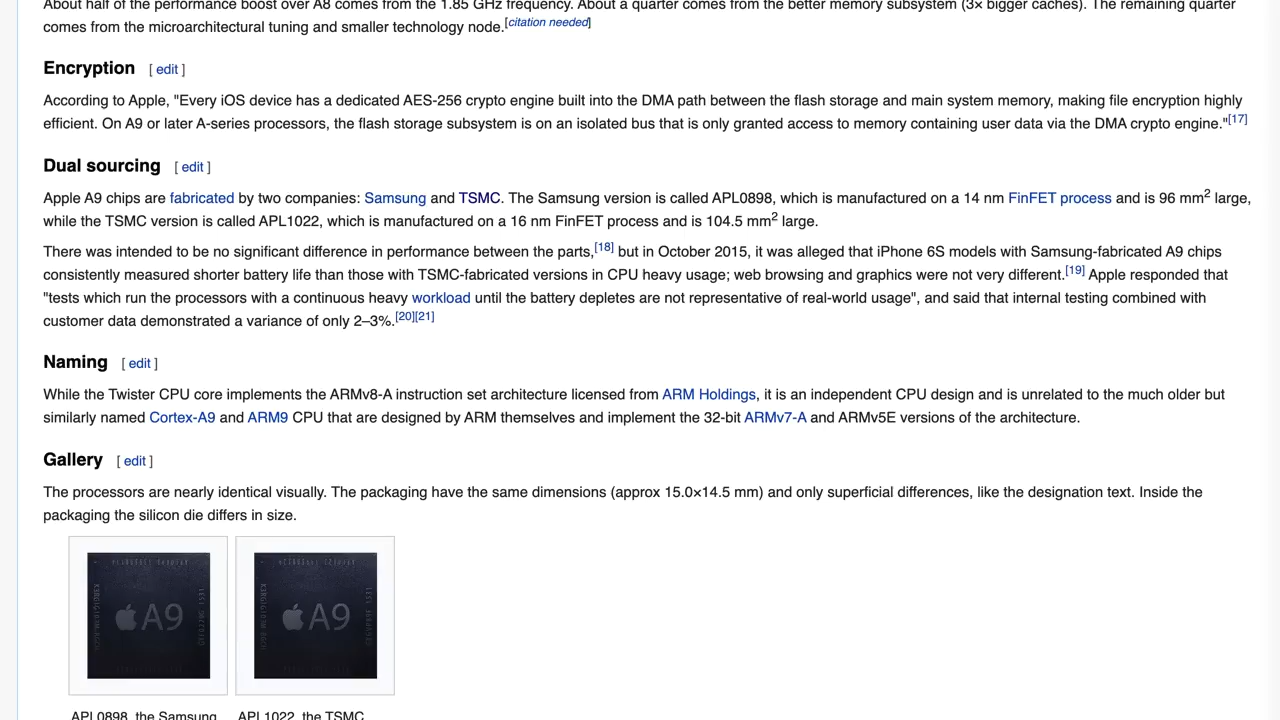 About half of the performance boost over A8 comes from the 1.85 GHz frequency. About a quarter comes from the better memory subsystem (3× bigger caches). The remaining quarter
comes from the microarchitectural tuning and smaller technology node.[citation needed]
Encryption [ edit ]
According to Apple, "Every iOS device has a dedicated AES-256 crypto engine built into the DMA path between the flash storage and main system memory, making file encryption highly
efficient. On A9 or later A-series processors, the flash storage subsystem is on an isolated bus that is only granted access to memory containing user data via the DMA crypto engine."[17]
Dual sourcing [ edit ]
Apple A9 chips are fabricated by two companies: Samsung and TSMC. The Samsung version is called APL0898, which is manufactured on a 14 nm FinFET process and is 96 mm2 large,
while the TSMC version is called APL1022, which is manufactured on a 16 nm FinFET process and is 104.5 mm2 large.
There was intended to be no significant difference in performance between the parts,[18] but in October 2015, it was alleged that iPhone 6S models with Samsung-fabricated A9 chips
consistently measured shorter battery life than those with TSMC-fabricated versions in CPU heavy usage; web browsing and graphics were not very different.[19] Apple responded that
"tests which run the processors with a continuous heavy workload until the battery depletes are not representative of real-world usage", and said that internal testing combined with
customer data demonstrated a variance of only 2–3%.[20][21]
Naming [ edit ]
While the Twister CPU core implements the ARMv8-A instruction set architecture licensed from ARM Holdings, it is an independent CPU design and is unrelated to the much older but
similarly named Cortex-A9 and ARM9 CPU that are designed by ARM themselves and implement the 32-bit ARMv7-A and ARMv5E versions of the architecture.
Gallery [ edit ]
The processors are nearly identical visually. The packaging have the same dimensions (approx 15.0×14.5 mm) and only superficial differences, like the designation text. Inside the
packaging the silicon die differs in size.
A9
A9
APL0898, the Samsung
APL1022, the TSMC